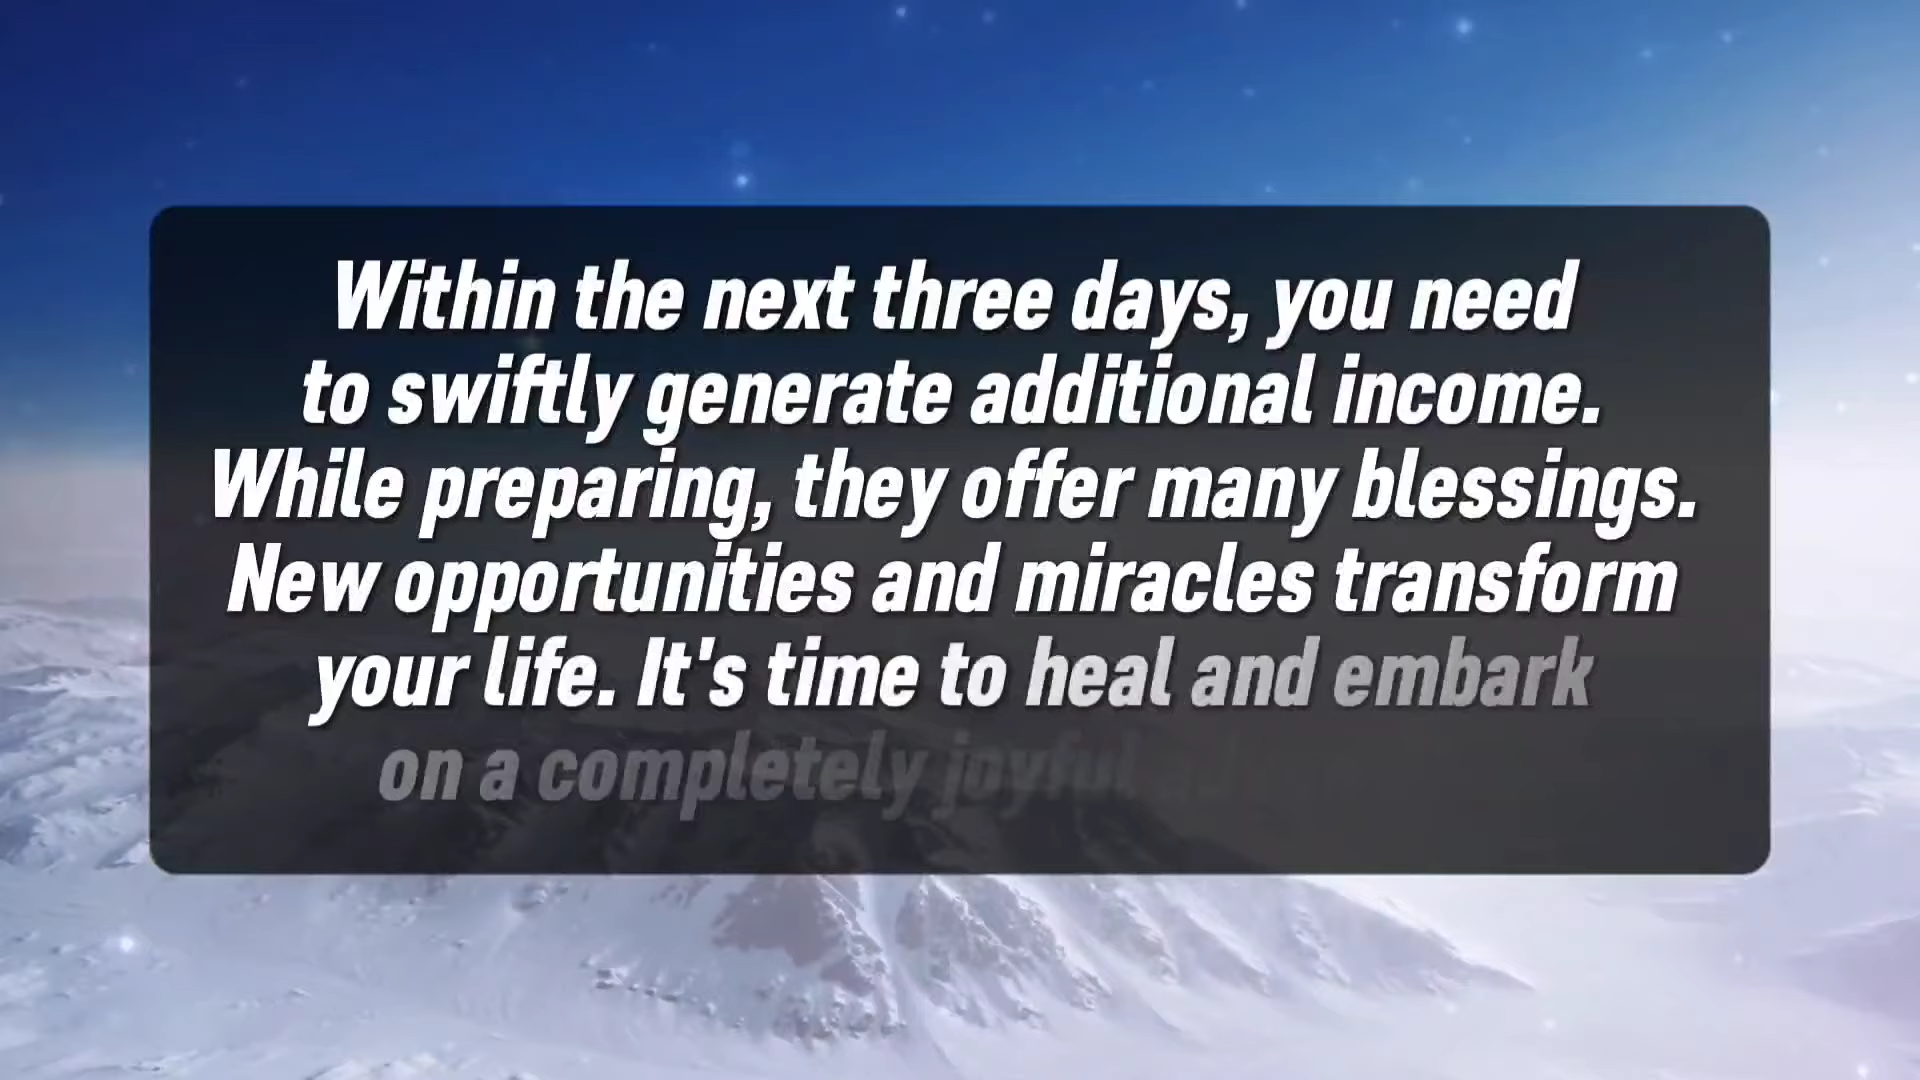 Within the next three days, you need
to swiftly generate additional income.
While preparing, they offer many blessings.
New opportunities and miracles transform
your life. It's time to heal and embark
on a completely joyful